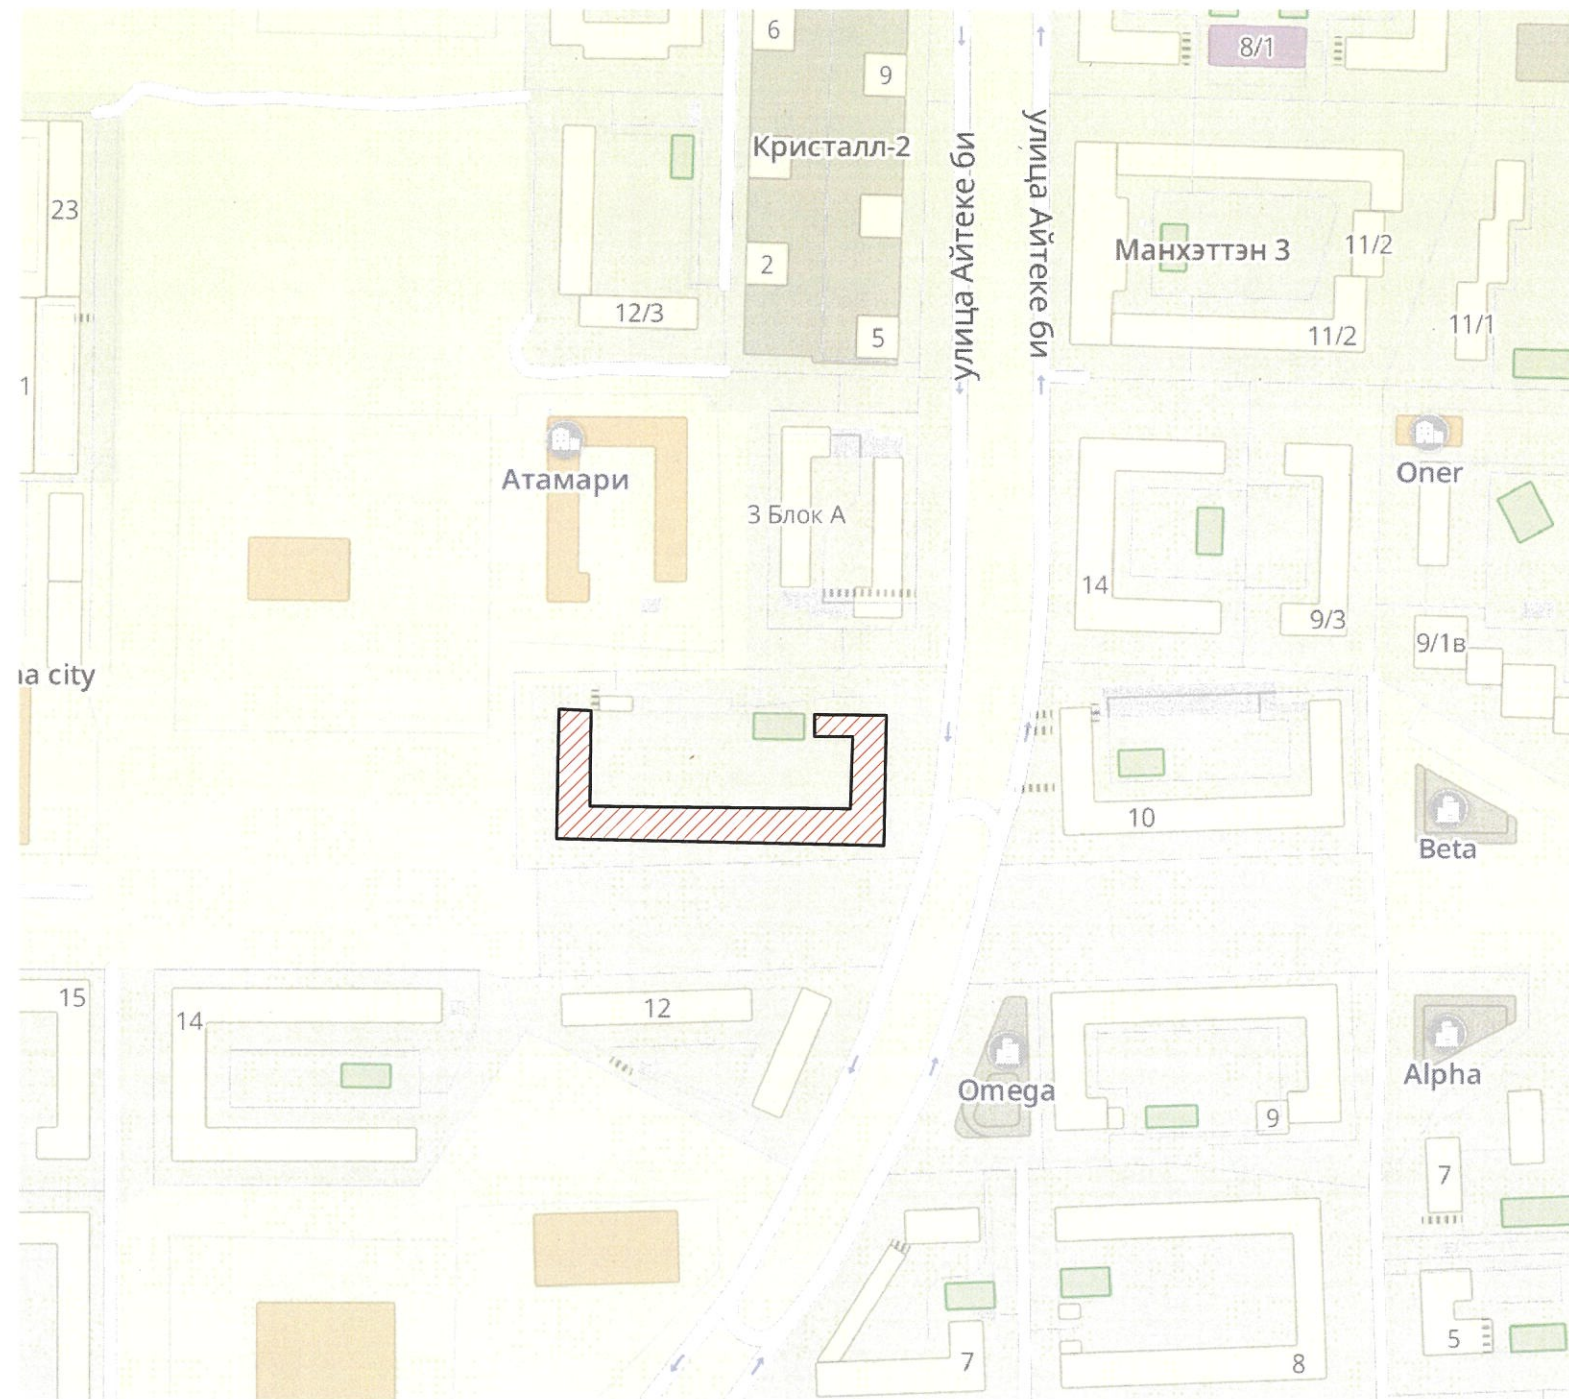 6
9
8/1
Кристалл-2
улица Айтеке би
улица Айтеке би
23
2
Манхэттэн 3
11/2
12/3
5
11/2
11/1
1
Атамари
Oner
3 Блок А
14
9/3
9/1в
na city
10
Beta
15
14
12
Omega
9
Alpha
7
7
8
5